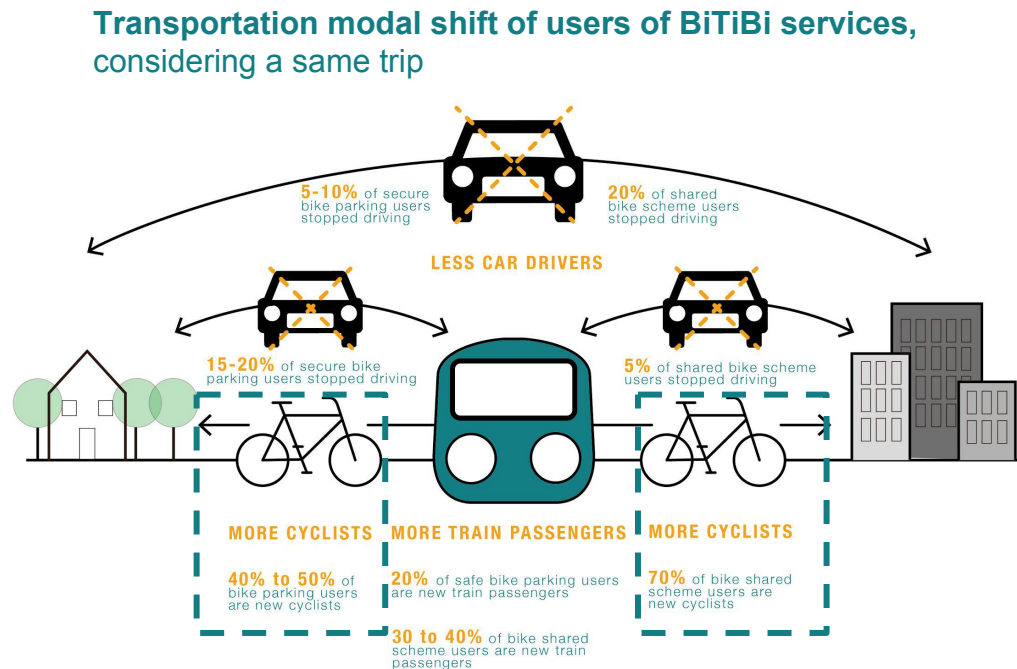 Transportation modal shift of users of BiTiBi services,
considering a same trip
5-10% of secure
bike parking users
stopped driving
20% of shared
bike scheme users
stopped driving
LESS CAR DRIVERS
15-20% of secure bike
parking users stopped driving
5% of shared bike scheme
users stopped driving
MORE CYCLISTS
40% to 50% of
bike parking users
are new cyclists
MORE TRAIN PASSENGERS
20% of safe bike parking users
are new train passengers
30 to 40% of bike shared
scheme users are new train
passengers
MORE CYCLISTS
70% of bike shared
scheme users are
new cyclists